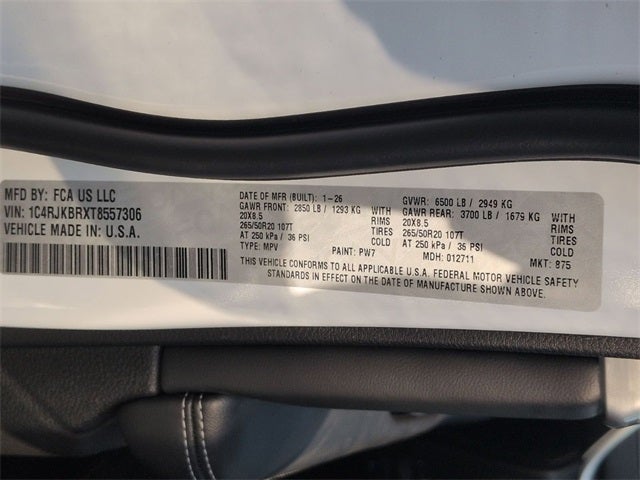 MFD BY: FCA US LLC
VIN: 1C4RJKBRXT8557306
VEHICLE MADE IN: U.S.A.
DATE OF MFR (BUILT): 1-26
GAWR FRONT: 2850 LB / 1293 KG WITH
20X8.5 RIMS
265/50R20 107T TIRES
AT 250 kPa / 36 PSI COLD
TYPE: MPV PAINT: PW7
GVWR: 6500 LB / 2949 KG
GAWR REAR: 3700 LB / 1679 KG WITH
20X8.5 RIMS
265/50R20 107T TIRES
AT 250 kPa / 36 PSI COLD
MDH: 012711 MKT: 875
THIS VEHICLE CONFORMS TO ALL APPLICABLE U.S.A. FEDERAL MOTOR VEHICLE SAFETY
STANDARDS IN EFFECT ON THE DATE OF MANUFACTURE SHOWN ABOVE.